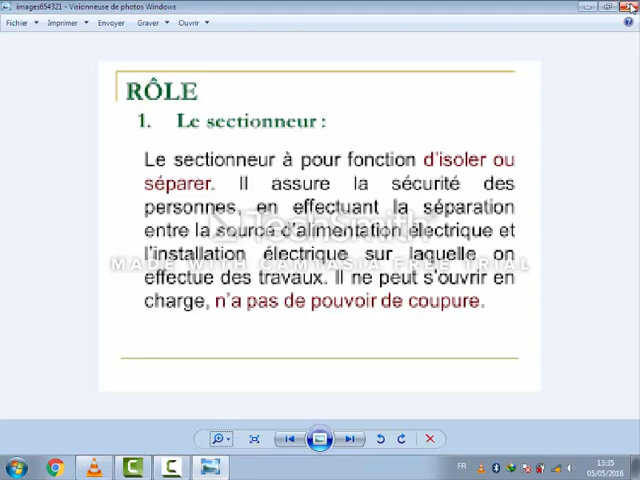 images654321 - Visionneuse de photos Windows
Fichier Imprimer Envoyer Graver Ouvrir
RÔLE
1. Le sectionneur :
Le sectionneur à pour fonction d'isoler ou
séparer. Il assure la sécurité des
personnes, en effectuant la séparation
entre la source d'alimentation électrique et
l'installation électrique sur laquelle on
effectue des travaux. Il ne peut s'ouvrir en
charge, n'a pas de pouvoir de coupure.
TechSmith
MADE WITH CAMTASIA FREE TRIAL
FR
13:35
05/05/2016